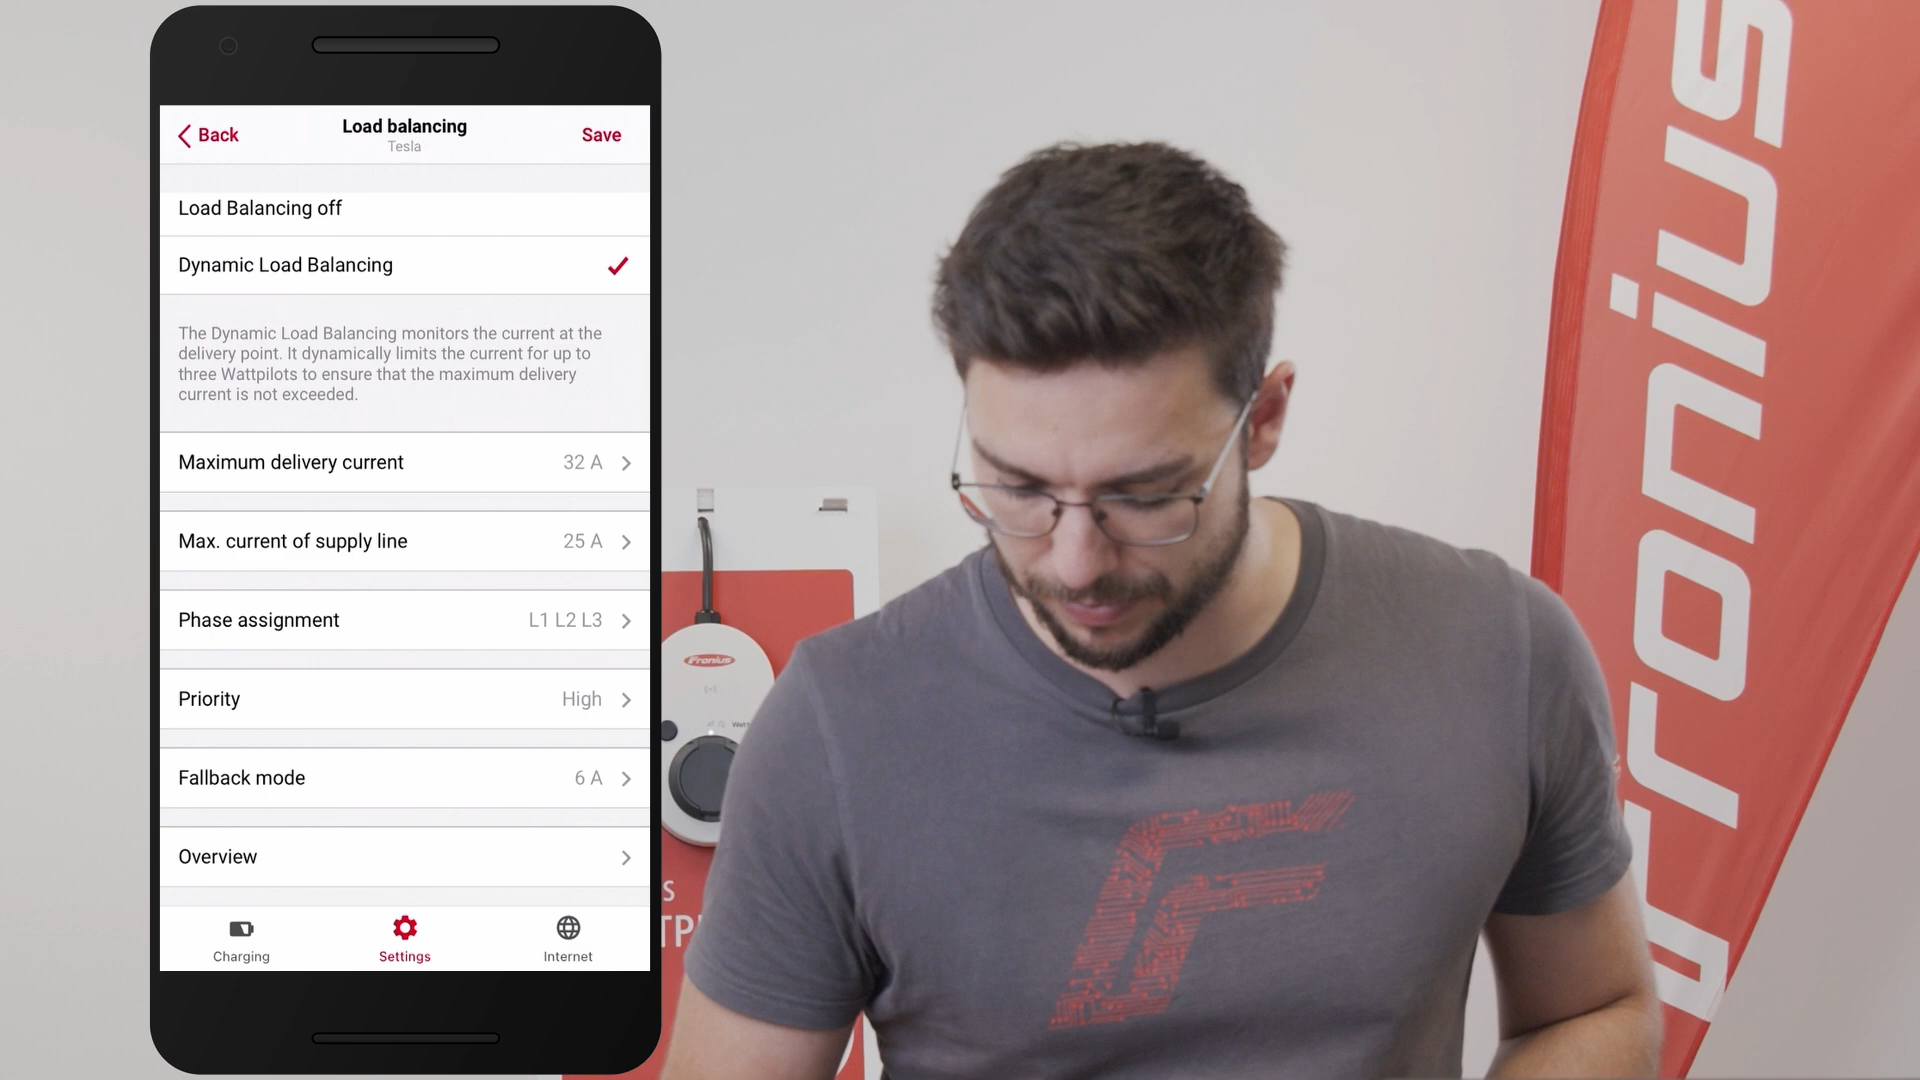 Back
Load balancing
Save
Tesla
Load Balancing off
Dynamic Load Balancing
The Dynamic Load Balancing monitors the current at the
delivery point. It dynamically limits the current for up to
three Wattpilots to ensure that the maximum delivery
current is not exceeded.
Maximum delivery current 32 A
Max. current of supply line 25 A
Phase assignment L1 L2 L3
Priority High
Fallback mode 6 A
Overview
Charging
Settings
Internet
Fronius
Fronius